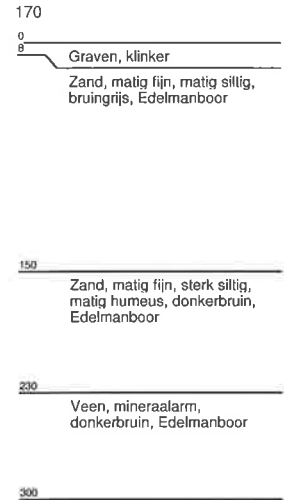 170
0
8
Graven, klinker
Zand, matig fijn, matig siltig,
bruingrijs, Edelmanboor
150
Zand, matig fijn, sterk siltig,
matig humeus, donkerbruin,
Edelmanboor
230
Veen, mineraalarm,
donkerbruin, Edelmanboor
300